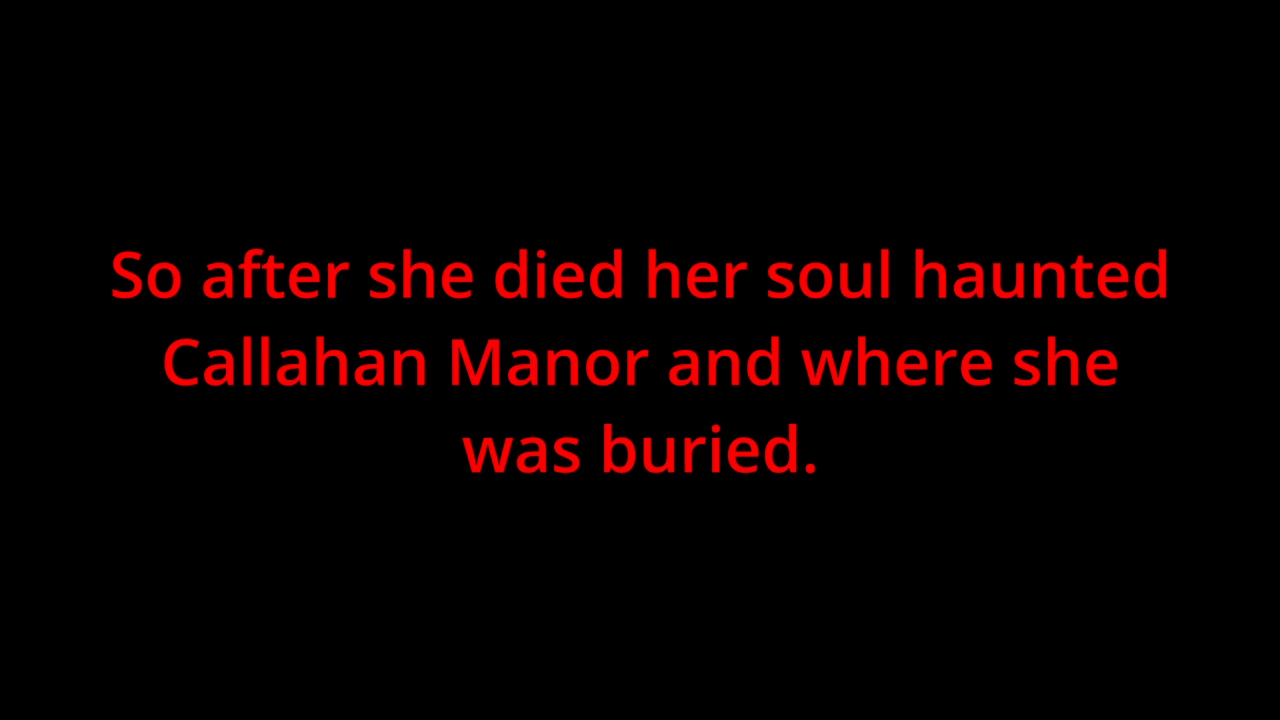 So after she died her soul haunted
Callahan Manor and where she
was buried.